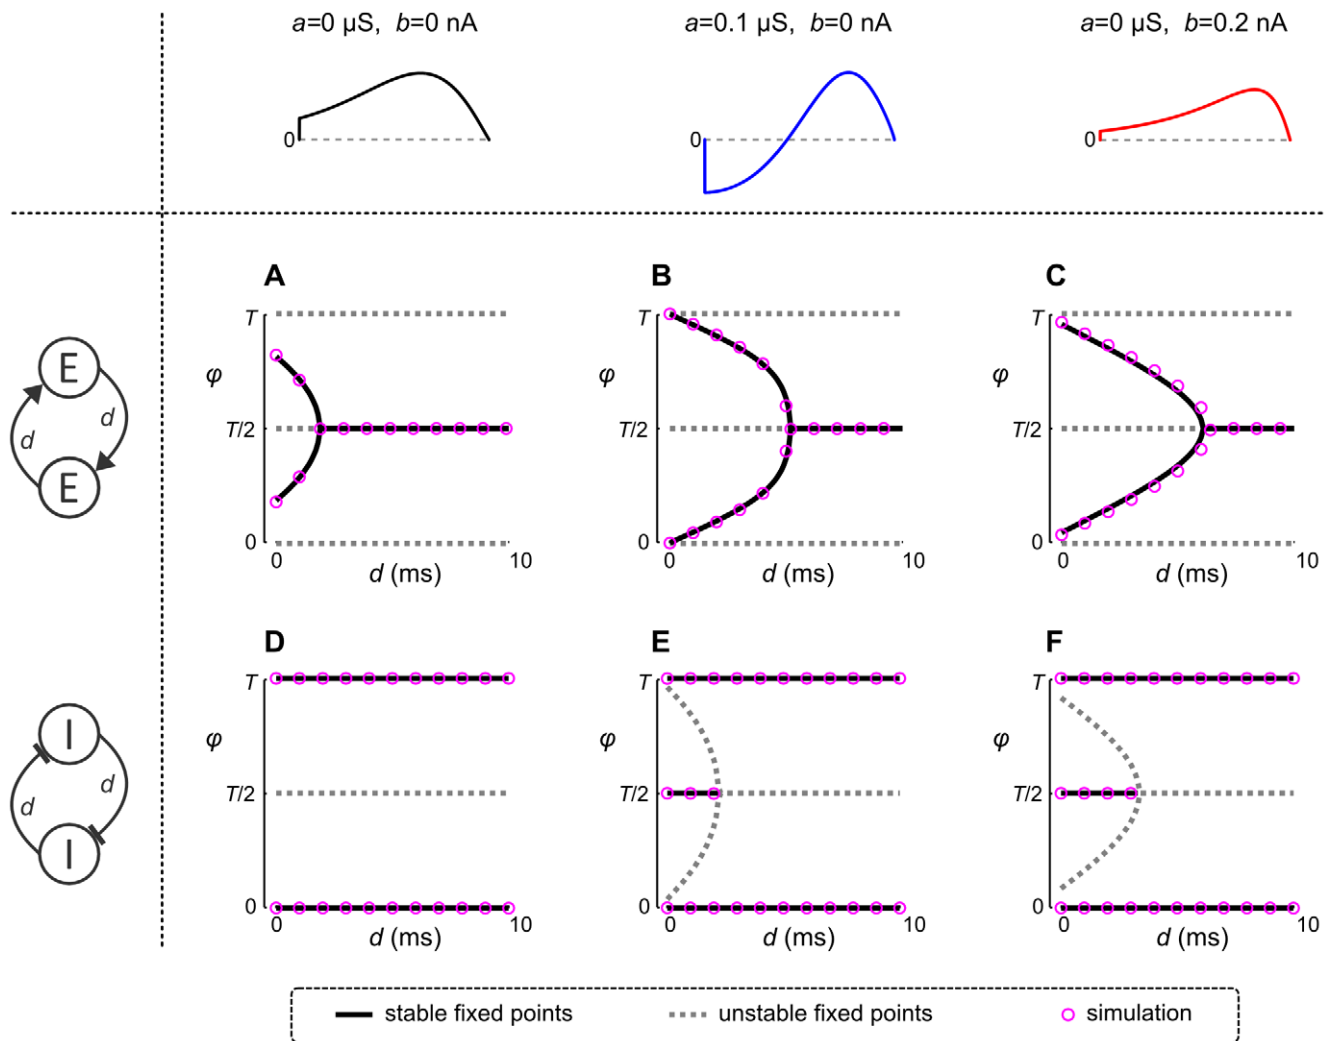 a=0 µS, b=0 nA
a=0.1 µS, b=0 nA
a=0 µS, b=0.2 nA
0
0
0
E
d
d
E
A
T
φ
T/2
0
0
10
d (ms)
B
T
φ
T/2
0
0
10
d (ms)
C
T
φ
T/2
0
0
10
d (ms)
I
d
d
I
D
T
φ
T/2
0
0
10
d (ms)
E
T
φ
T/2
0
0
10
d (ms)
F
T
φ
T/2
0
0
10
d (ms)
stable fixed points
unstable fixed points
simulation